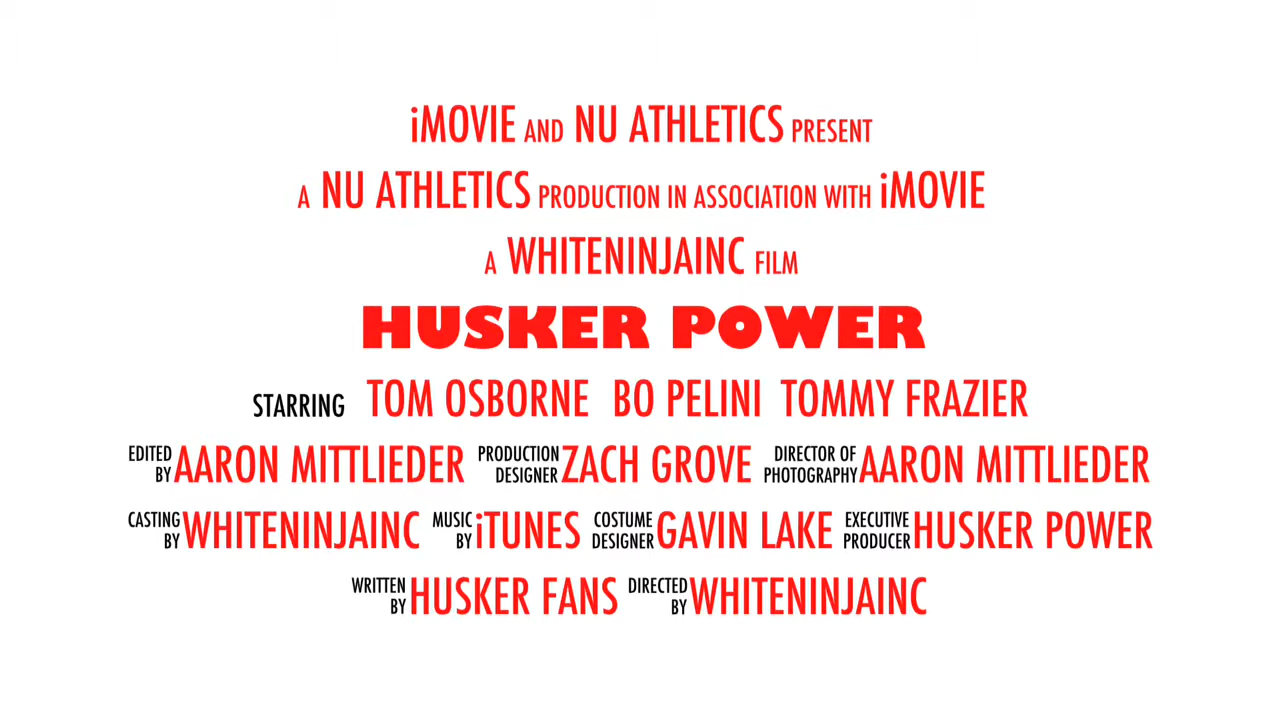 iMOVIE AND NU ATHLETICS PRESENT
A NU ATHLETICS PRODUCTION IN ASSOCIATION WITH iMOVIE
A WHITENINJAINC FILM
HUSKER POWER
STARRING TOM OSBORNE BO PELINI TOMMY FRAZIER
EDITED BY AARON MITTLIEDER PRODUCTION DESIGNER ZACH GROVE DIRECTOR OF PHOTOGRAPHY AARON MITTLIEDER
CASTING BY WHITENINJAINC MUSIC BY iTUNES COSTUME DESIGNER GAVIN LAKE EXECUTIVE PRODUCER HUSKER POWER
WRITTEN BY HUSKER FANS DIRECTED BY WHITENINJAINC